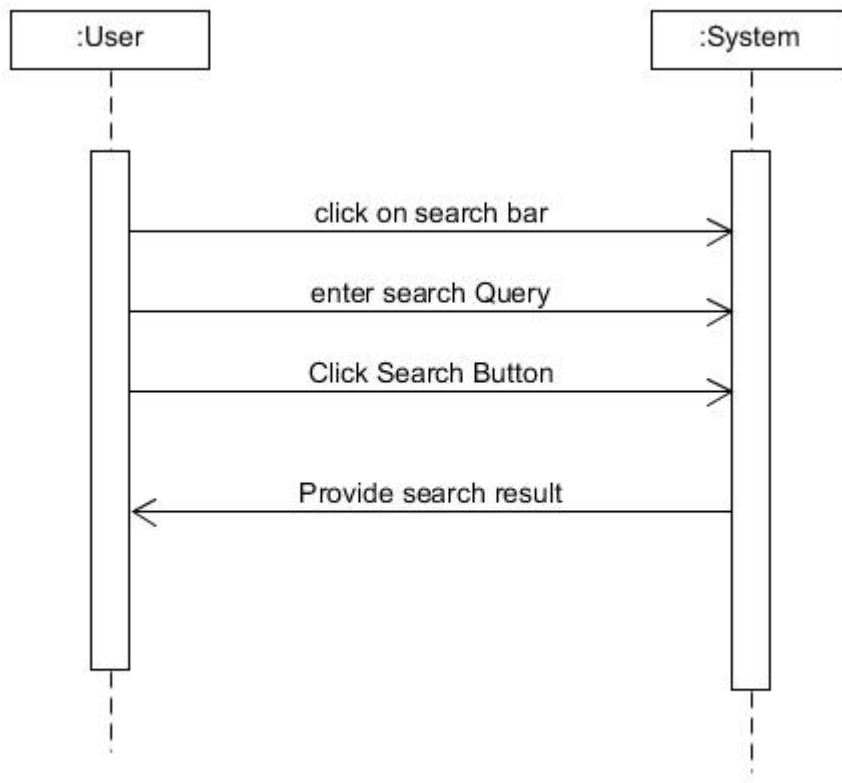 :User
:System
click on search bar
enter search Query
Click Search Button
Provide search result